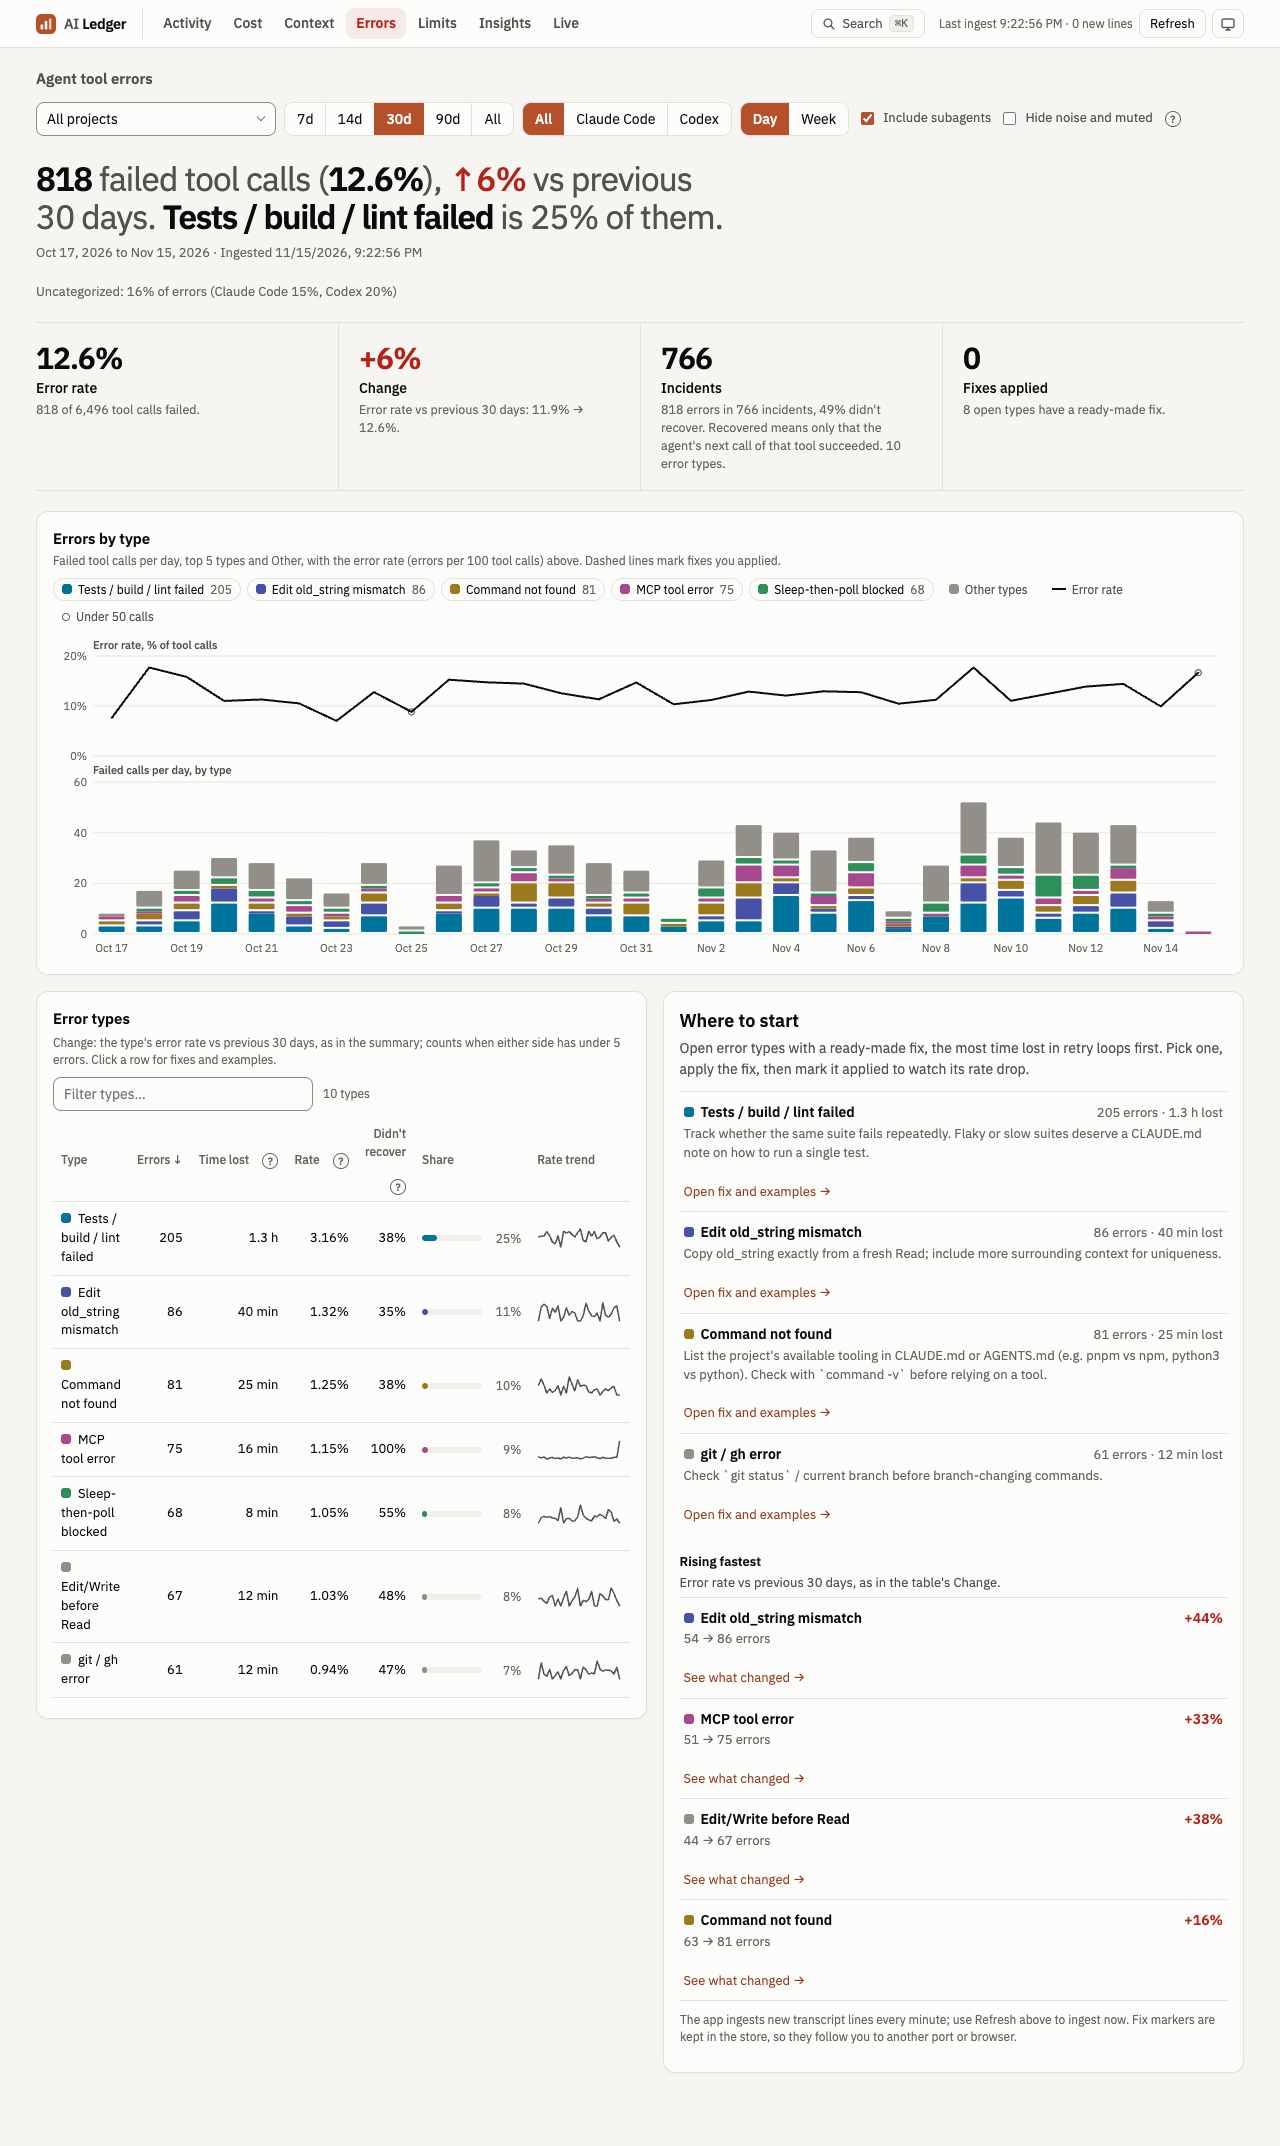 AI Ledger
Activity Cost Context Errors Limits Insights Live
Search ⌘K
Last ingest 9:22:56 PM · 0 new lines
Refresh
Agent tool errors
All projects
7d 14d 30d 90d All
All Claude Code Codex
Day Week
Include subagents
Hide noise and muted ?
818 failed tool calls (12.6%), ↑6% vs previous
30 days. Tests / build / lint failed is 25% of them.
Oct 17, 2026 to Nov 15, 2026 · Ingested 11/15/2026, 9:22:56 PM
Uncategorized: 16% of errors (Claude Code 15%, Codex 20%)
12.6%
Error rate
818 of 6,496 tool calls failed.
+6%
Change
Error rate vs previous 30 days: 11.9% →
12.6%.
766
Incidents
818 errors in 766 incidents, 49% didn't
recover. Recovered means only that the
agent's next call of that tool succeeded. 10
error types.
0
Fixes applied
8 open types have a ready-made fix.
Errors by type
Failed tool calls per day, top 5 types and Other, with the error rate (errors per 100 tool calls) above. Dashed lines mark fixes you applied.
Tests / build / lint failed 205
Edit old_string mismatch 86
Command not found 81
MCP tool error 75
Sleep-then-poll blocked 68
Other types
Error rate
Under 50 calls
Error rate, % of tool calls
20%
10%
0%
Failed calls per day, by type
60
40
20
0
Oct 17 Oct 19 Oct 21 Oct 23 Oct 25 Oct 27 Oct 29 Oct 31 Nov 2 Nov 4 Nov 6 Nov 8 Nov 10 Nov 12 Nov 14
Error types
Change: the type's error rate vs previous 30 days, as in the summary; counts when either side has under 5
errors. Click a row for fixes and examples.
Filter types...
10 types
Type Errors ↓ Time lost ? Rate ? Didn't recover ? Share Rate trend
Tests / build / lint failed 205 1.3 h 3.16% 38% 25%
Edit old_string mismatch 86 40 min 1.32% 35% 11%
Command not found 81 25 min 1.25% 38% 10%
MCP tool error 75 16 min 1.15% 100% 9%
Sleep-then-poll blocked 68 8 min 1.05% 55% 8%
Edit/Write before Read 67 12 min 1.03% 48% 8%
git / gh error 61 12 min 0.94% 47% 7%
Where to start
Open error types with a ready-made fix, the most time lost in retry loops first. Pick one,
apply the fix, then mark it applied to watch its rate drop.
Tests / build / lint failed 205 errors · 1.3 h lost
Track whether the same suite fails repeatedly. Flaky or slow suites deserve a CLAUDE.md
note on how to run a single test.
Open fix and examples →
Edit old_string mismatch 86 errors · 40 min lost
Copy old_string exactly from a fresh Read; include more surrounding context for uniqueness.
Open fix and examples →
Command not found 81 errors · 25 min lost
List the project's available tooling in CLAUDE.md or AGENTS.md (e.g. pnpm vs npm, python3
vs python). Check with `command -v` before relying on a tool.
Open fix and examples →
git / gh error 61 errors · 12 min lost
Check `git status` / current branch before branch-changing commands.
Open fix and examples →
Rising fastest
Error rate vs previous 30 days, as in the table's Change.
Edit old_string mismatch +44%
54 → 86 errors
See what changed →
MCP tool error +33%
51 → 75 errors
See what changed →
Edit/Write before Read +38%
44 → 67 errors
See what changed →
Command not found +16%
63 → 81 errors
See what changed →
The app ingests new transcript lines every minute; use Refresh above to ingest now. Fix markers are
kept in the store, so they follow you to another port or browser.